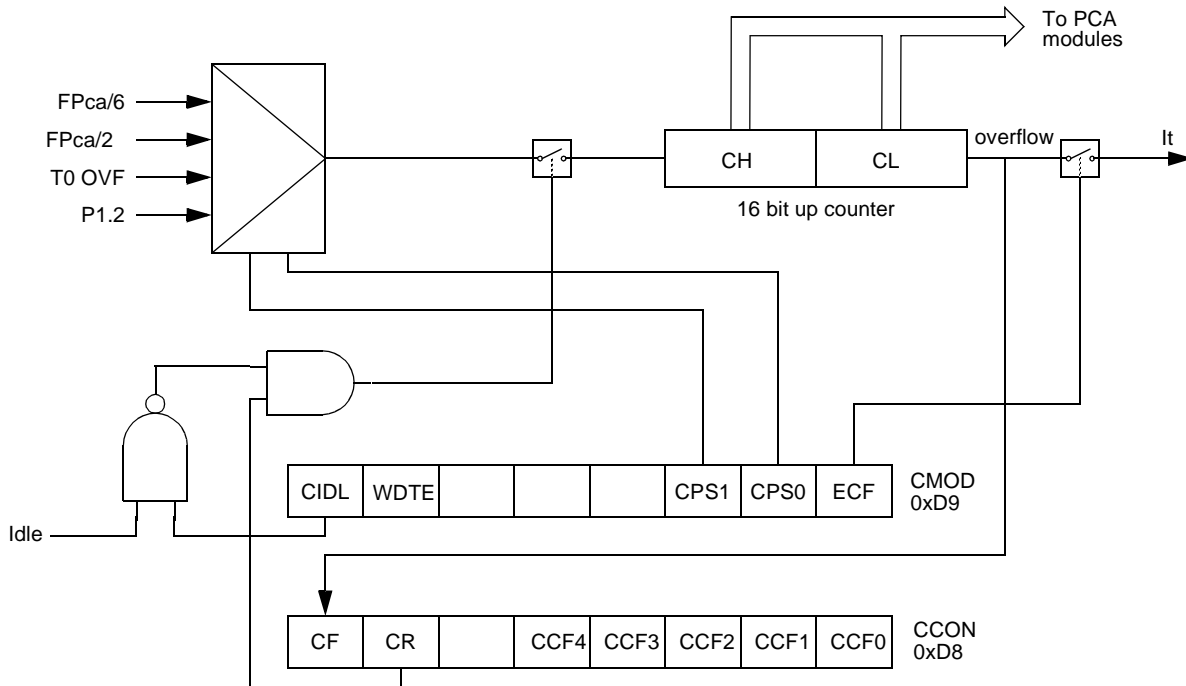 To PCA
modules
FPca/6
FPca/2
T0 OVF
P1.2
overflow
It
CH
CL
16 bit up counter
CIDL
WDTE
CPS1
CPS0
ECF
CMOD
0xD9
Idle
CF
CR
CCF4
CCF3
CCF2
CCF1
CCF0
CCON
0xD8